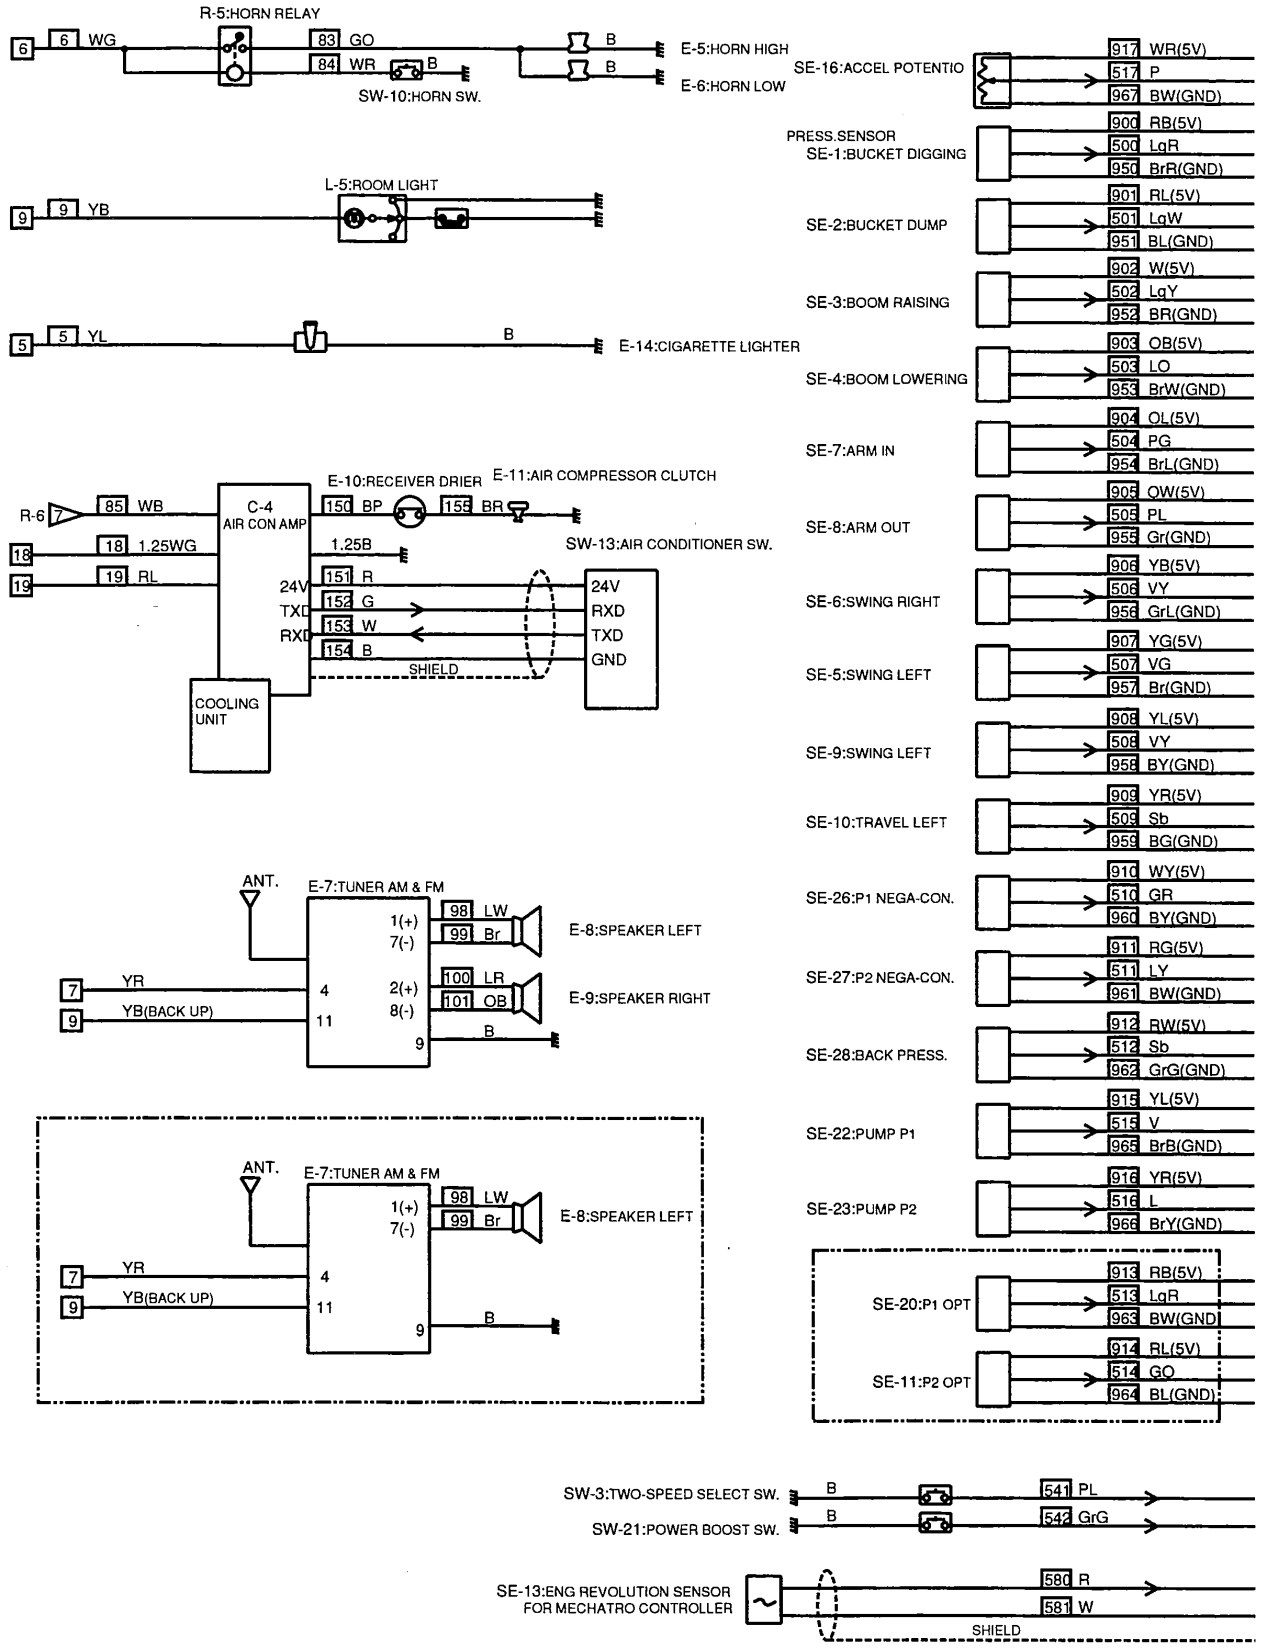 R-5:HORN RELAY
6 6 WG 83 GO B E-5:HORN HIGH
84 WR B B E-6:HORN LOW
SW-10:HORN SW.
L-5:ROOM LIGHT
9 9 YB
5 5 YL B E-14:CIGARETTE LIGHTER
E-10:RECEIVER DRIER E-11:AIR COMPRESSOR CLUTCH
R-6 7 85 WB C-4 150 BP 155 BR
AIR CON AMP
18 18 1.25WG 1.25B SW-13:AIR CONDITIONER SW.
19 19 RL 24V 151 R 24V
TXD 152 G RXD
RXD 153 W TXD
154 B GND
SHIELD
COOLING
UNIT
ANT. E-7:TUNER AM & FM
1(+) 98 LW E-8:SPEAKER LEFT
7(-) 99 Br
7 YR 4 2(+) 100 LR E-9:SPEAKER RIGHT
9 YB(BACK UP) 11 8(-) 101 OB
9 B
ANT. E-7:TUNER AM & FM
1(+) 98 LW E-8:SPEAKER LEFT
7(-) 99 Br
7 YR 4
9 YB(BACK UP) 11
9 B
917 WR(5V)
SE-16:ACCEL POTENTIO 517 P
967 BW(GND)
PRESS.SENSOR 900 RB(5V)
SE-1:BUCKET DIGGING 500 LgR
950 BrR(GND)
901 RL(5V)
SE-2:BUCKET DUMP 501 LgW
951 BL(GND)
902 W(5V)
SE-3:BOOM RAISING 502 LgY
952 BR(GND)
903 OB(5V)
SE-4:BOOM LOWERING 503 LO
953 BrW(GND)
904 OL(5V)
SE-7:ARM IN 504 PG
954 BrL(GND)
905 OW(5V)
SE-8:ARM OUT 505 PL
955 Gr(GND)
906 YB(5V)
SE-6:SWING RIGHT 506 VY
956 GrL(GND)
907 YG(5V)
SE-5:SWING LEFT 507 VG
957 Br(GND)
908 YL(5V)
SE-9:SWING LEFT 508 VY
958 BY(GND)
909 YR(5V)
SE-10:TRAVEL LEFT 509 Sb
959 BG(GND)
910 WY(5V)
SE-26:P1 NEGA-CON. 510 GR
960 BY(GND)
911 RG(5V)
SE-27:P2 NEGA-CON. 511 LY
961 BW(GND)
912 RW(5V)
SE-28:BACK PRESS. 512 Sb
962 GrG(GND)
915 YL(5V)
SE-22:PUMP P1 515 V
965 BrB(GND)
916 YR(5V)
SE-23:PUMP P2 516 L
966 BrY(GND)
913 RB(5V)
SE-20:P1 OPT 513 LgR
963 BW(GND)
914 RL(5V)
SE-11:P2 OPT 514 GO
964 BL(GND)
SW-3:TWO-SPEED SELECT SW. B 541 PL
SW-21:POWER BOOST SW. B 542 GrG
SE-13:ENG REVOLUTION SENSOR 580 R
FOR MECHATRO CONTROLLER 581 W
SHIELD